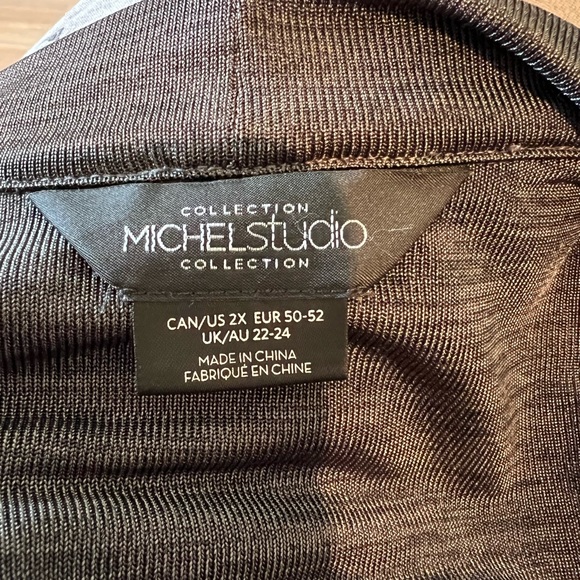 COLLECTION
MICHELSTUDIO
COLLECTION
CAN/US 2X EUR 50-52
UK/AU 22-24
MADE IN CHINA
FABRIQUÉ EN CHINE